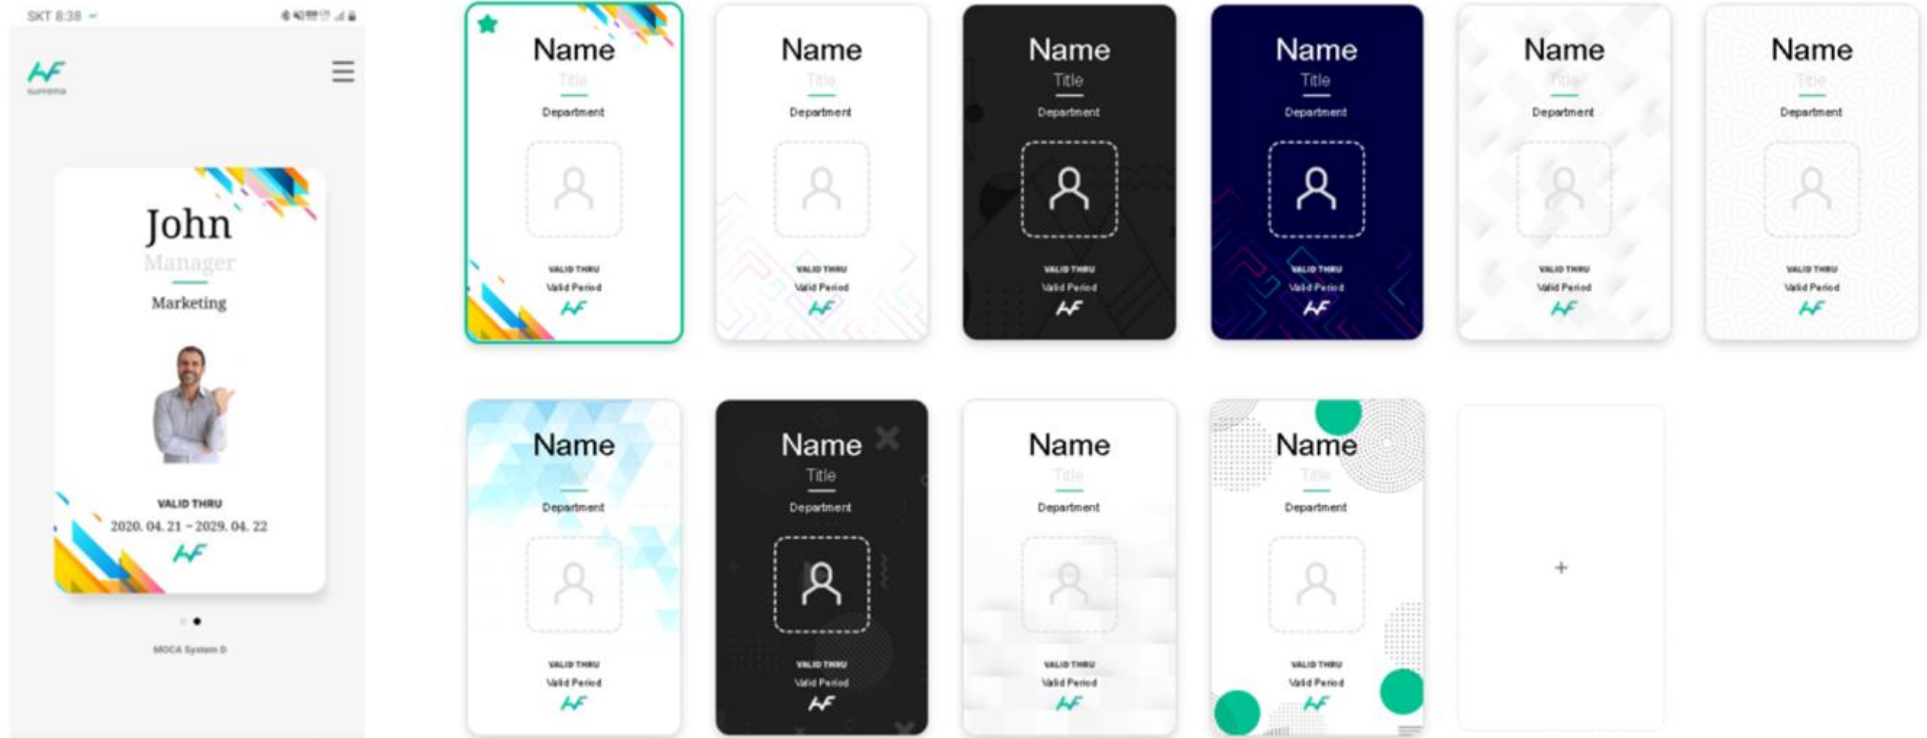 SKT 8:38
suprema
John
Manager
Marketing
VALID THRU
2020. 04. 21 ~ 2029. 04. 22
MOCA System D
Name
Title
Department
VALID THRU
Valid Period
Name
Title
Department
VALID THRU
Valid Period
Name
Title
Department
VALID THRU
Valid Period
Name
Title
Department
VALID THRU
Valid Period
Name
Title
Department
VALID THRU
Valid Period
Name
Title
Department
VALID THRU
Valid Period
Name
Department
VALID THRU
Valid Period
Name
Title
Department
VALID THRU
Valid Period
Name
Title
Department
VALID THRU
Valid Period
Name
Title
Department
VALID THRU
Valid Period
+